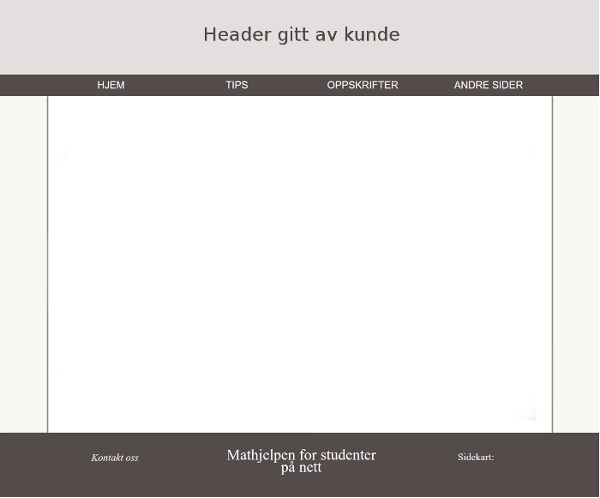 Header gitt av kunde
HJEM TIPS OPPSKRIFTER ANDRE SIDER
Kontakt oss
Mathjelpen for studenter
på nett
Sidekart: